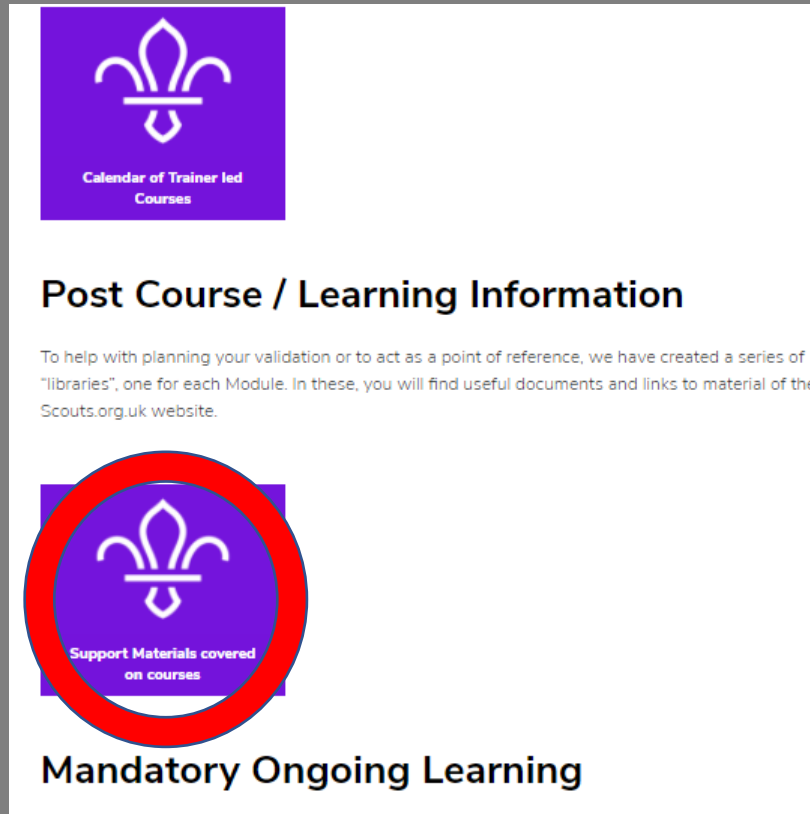 Calendar of Trainer led
Courses
Post Course / Learning Information
To help with planning your validation or to act as a point of reference, we have created a series of
"libraries", one for each Module. In these, you will find useful documents and links to material of the
Scouts.org.uk website.
Support Materials covered
on courses
Mandatory Ongoing Learning